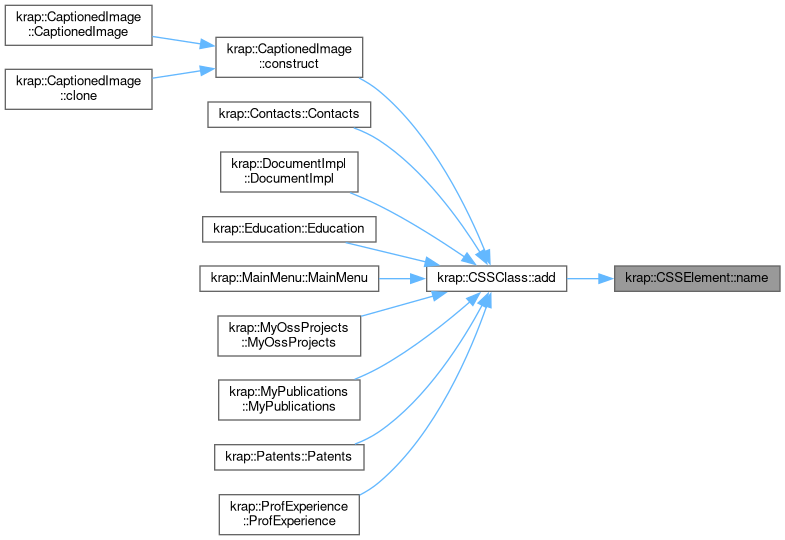 krap::CaptionedImage
::CaptionedImage
krap::CaptionedImage
::clone
krap::CaptionedImage
::construct
krap::Contacts::Contacts
krap::DocumentImpl
::DocumentImpl
krap::Education::Education
krap::MainMenu::MainMenu
krap::MyOssProjects
::MyOssProjects
krap::MyPublications
::MyPublications
krap::Patents::Patents
krap::ProfExperience
::ProfExperience
krap::CSSClass::add
krap::CSSElement::name